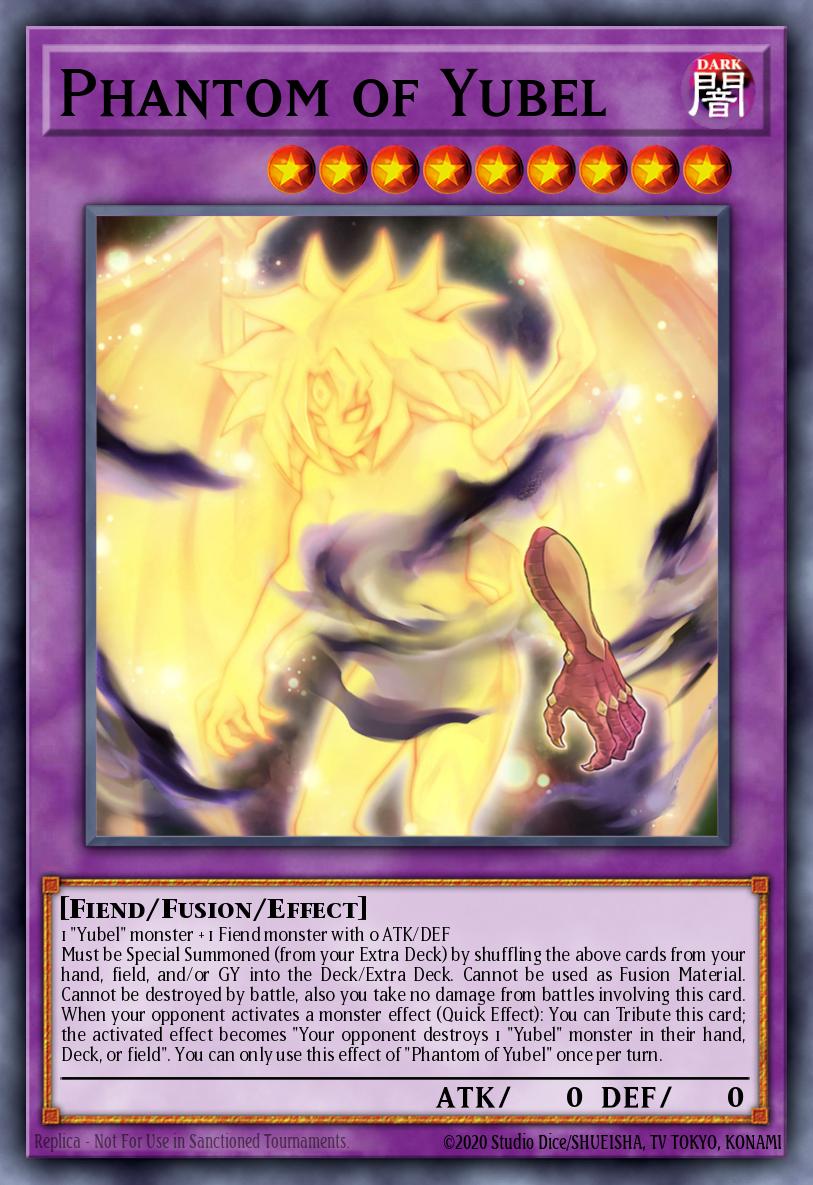 Phantom of Yubel
DARK
闇
[Fiend/Fusion/Effect]
1 "Yubel" monster + 1 Fiend monster with 0 ATK/DEF
Must be Special Summoned (from your Extra Deck) by shuffling the above cards from your
hand, field, and/or GY into the Deck/Extra Deck. Cannot be used as Fusion Material.
Cannot be destroyed by battle, also you take no damage from battles involving this card.
When your opponent activates a monster effect (Quick Effect): You can Tribute this card;
the activated effect becomes "Your opponent destroys 1 "Yubel" monster in their hand,
Deck, or field". You can only use this effect of "Phantom of Yubel" once per turn.
ATK/ 0 DEF/ 0
Replica - Not For Use in Sanctioned Tournaments.
©2020 Studio Dice/SHUEISHA, TV TOKYO, KONAMI